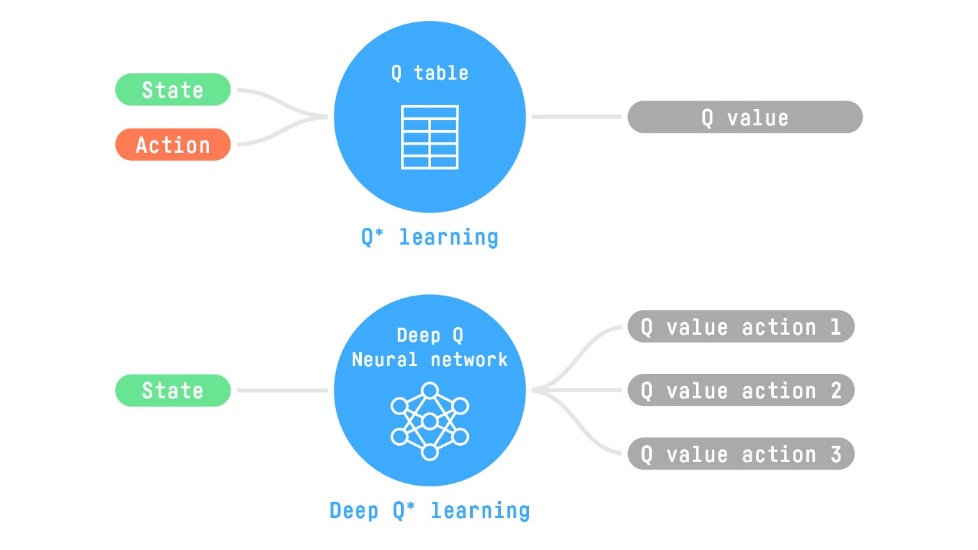 Q table
State
Action
Q value
Q* learning
Deep Q
Neural network
State
Q value action 1
Q value action 2
Q value action 3
Deep Q* learning